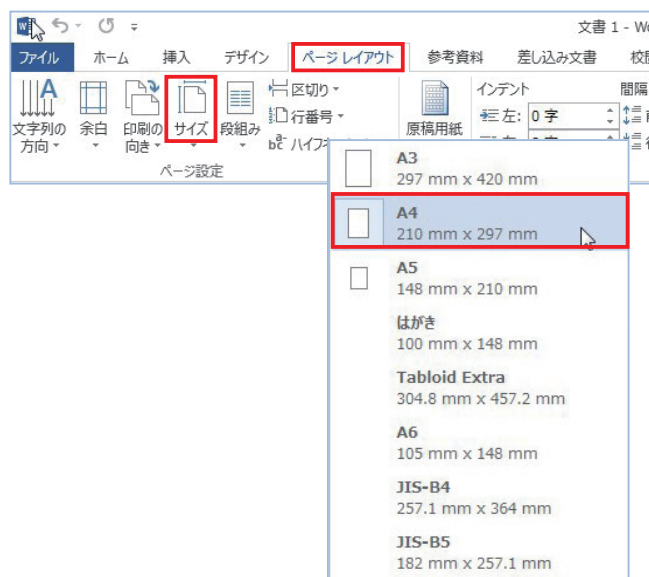 文書 1 - Wo
ファイル ホーム 挿入 デザイン ページ レイアウト 参考資料 差し込み文書 校閲
文字列の方向 余白 印刷の向き サイズ 段組み 区切り 行番号 原稿用紙 インデント 左: 0 字 間隔
ページ設定
A3
297 mm x 420 mm
A4
210 mm x 297 mm
A5
148 mm x 210 mm
はがき
100 mm x 148 mm
Tabloid Extra
304.8 mm x 457.2 mm
A6
105 mm x 148 mm
JIS-B4
257.1 mm x 364 mm
JIS-B5
182 mm x 257.1 mm